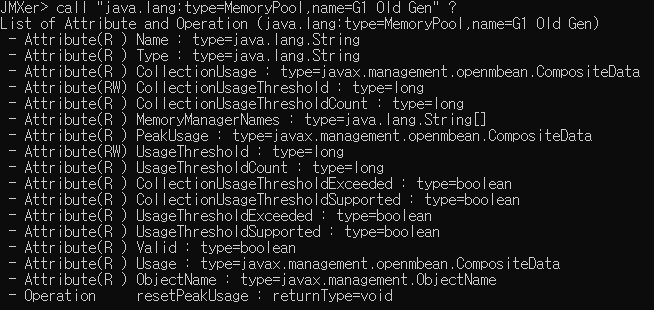 JMXer> call "java.lang:type=MemoryPool,name=G1 Old Gen" ?
List of Attribute and Operation (java.lang:type=MemoryPool,name=G1 Old Gen)
 - Attribute(R ) Name : type=java.lang.String
 - Attribute(R ) Type : type=java.lang.String
 - Attribute(R ) CollectionUsage : type=javax.management.openmbean.CompositeData
 - Attribute(RW) CollectionUsageThreshold : type=long
 - Attribute(R ) CollectionUsageThresholdCount : type=long
 - Attribute(R ) MemoryManagerNames : type=java.lang.String[]
 - Attribute(R ) PeakUsage : type=javax.management.openmbean.CompositeData
 - Attribute(RW) UsageThreshold : type=long
 - Attribute(R ) UsageThresholdCount : type=long
 - Attribute(R ) CollectionUsageThresholdExceeded : type=boolean
 - Attribute(R ) CollectionUsageThresholdSupported : type=boolean
 - Attribute(R ) UsageThresholdExceeded : type=boolean
 - Attribute(R ) UsageThresholdSupported : type=boolean
 - Attribute(R ) Valid : type=boolean
 - Attribute(R ) Usage : type=javax.management.openmbean.CompositeData
 - Attribute(R ) ObjectName : type=javax.management.ObjectName
 - Operation     resetPeakUsage : returnType=void